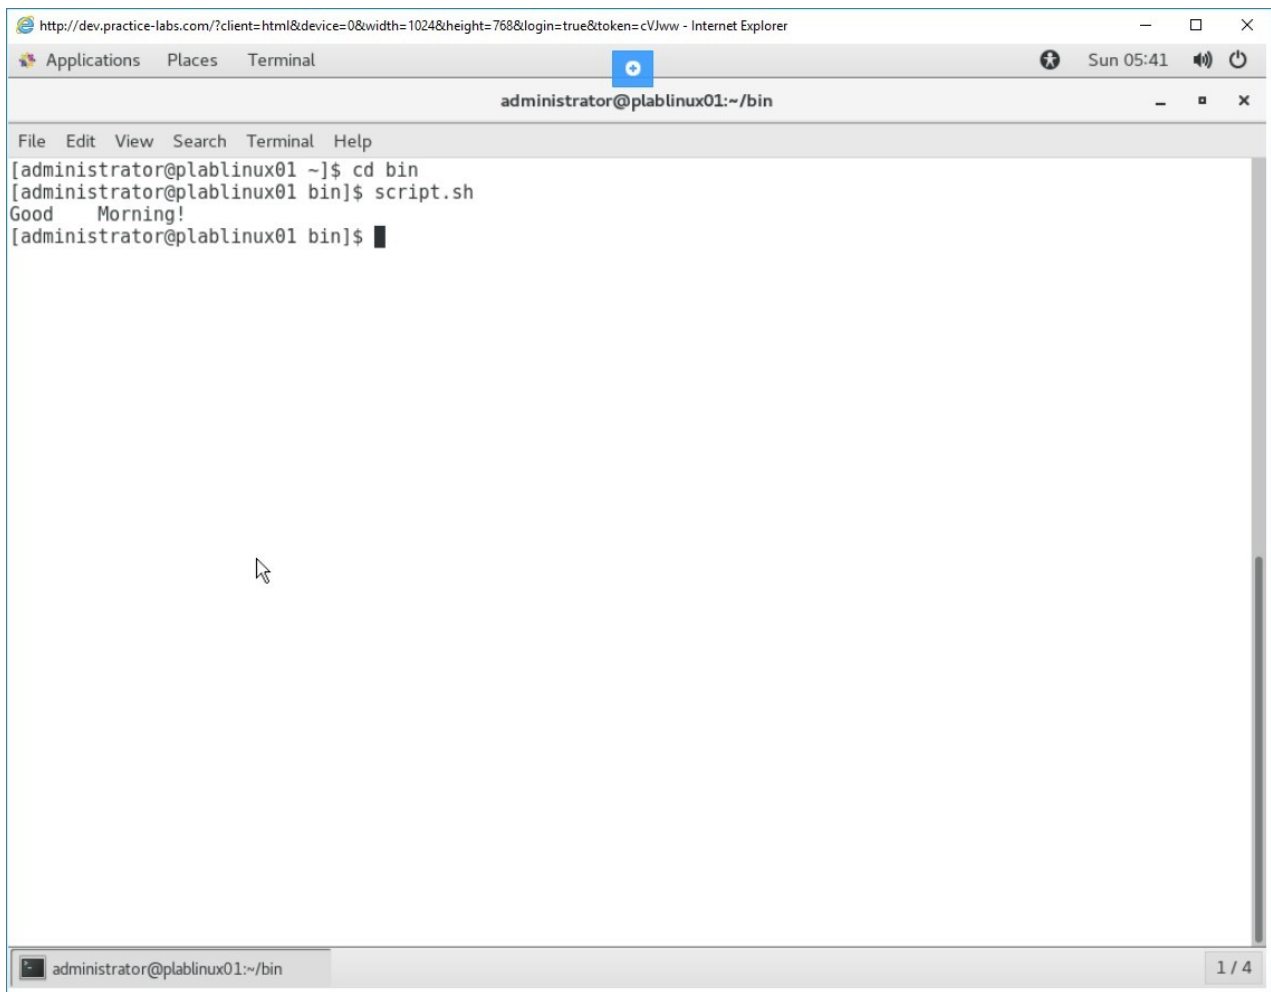 http://dev.practice-labs.com/?client=html&device=0&width=1024&height=768&login=true&token=cVJww - Internet Explorer
Applications Places Terminal Sun 05:41
administrator@plablinux01:~/bin
File Edit View Search Terminal Help
[administrator@plablinux01 ~]$ cd bin
[administrator@plablinux01 bin]$ script.sh
Good    Morning!
[administrator@plablinux01 bin]$
administrator@plablinux01:~/bin 1 / 4